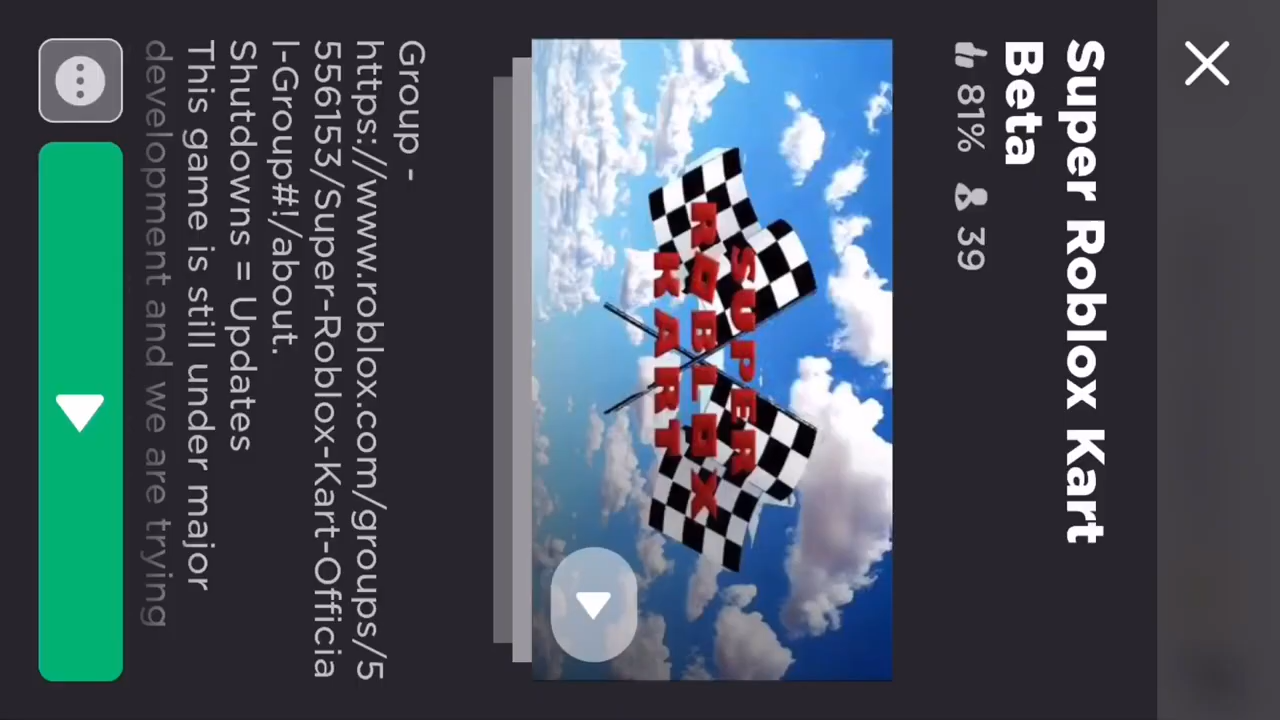 Super Roblox Kart
Beta
81% 39
SUPER
ROBLOX
KART
Group -
https://www.roblox.com/groups/5
556153/Super-Roblox-Kart-Officia
l-Group#!/about.
Shutdowns = Updates
This game is still under major
development and we are trying